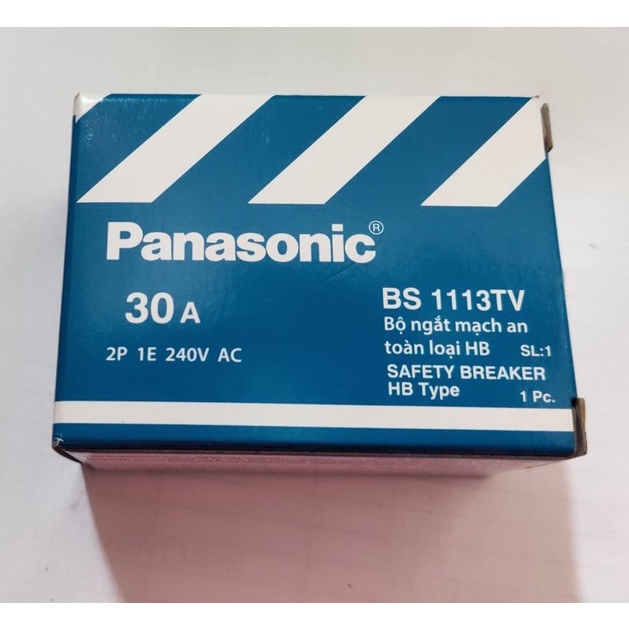 Panasonic®
30 A
2P 1E 240V AC
BS 1113TV
Bộ ngắt mạch an
toàn loại HB SL:1
SAFETY BREAKER
HB Type 1 Pc.